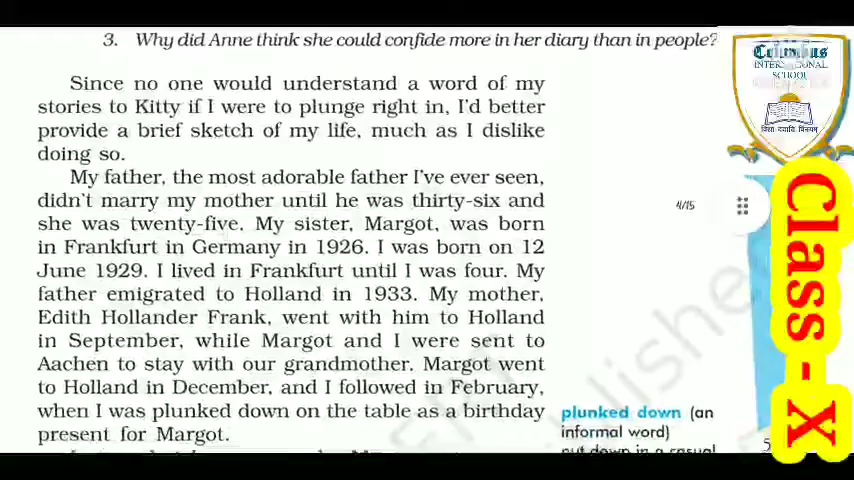 3. Why did Anne think she could confide more in her diary than in people?
Since no one would understand a word of my
stories to Kitty if I were to plunge right in, I'd better
provide a brief sketch of my life, much as I dislike
doing so.
My father, the most adorable father I've ever seen,
didn't marry my mother until he was thirty-six and
she was twenty-five. My sister, Margot, was born
in Frankfurt in Germany in 1926. I was born on 12
June 1929. I lived in Frankfurt until I was four. My
father emigrated to Holland in 1933. My mother,
Edith Hollander Frank, went with him to Holland
in September, while Margot and I were sent to
Aachen to stay with our grandmother. Margot went
to Holland in December, and I followed in February,
when I was plunked down on the table as a birthday
present for Margot.
plunked down (an
informal word)
put down in a casual
4/15
5
Columbus
INTERNATIONAL
SCHOOL
Class - X